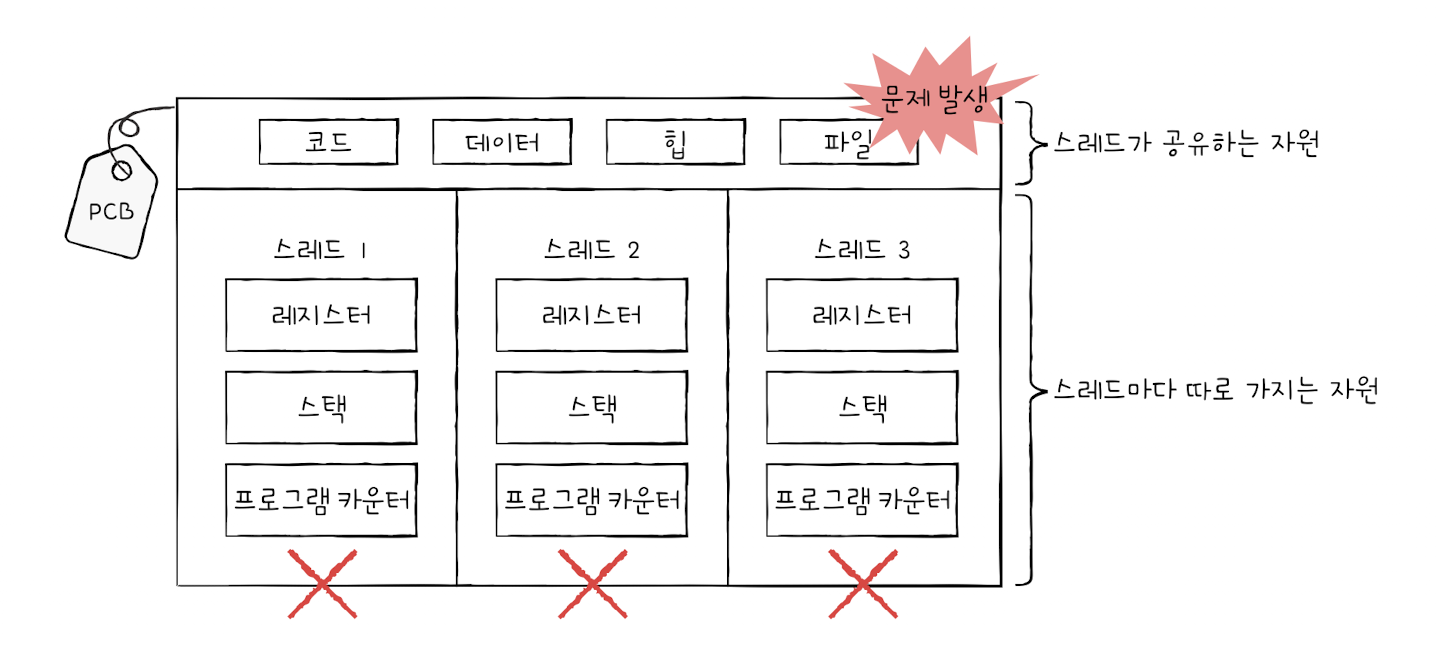 문제 발생
코드 데이터 힙 파일
스레드가 공유하는 자원
PCB
스레드 1 스레드 2 스레드 3
레지스터 레지스터 레지스터
스택 스택 스택
스레드마다 따로 가지는 자원
프로그램 카운터 프로그램 카운터 프로그램 카운터